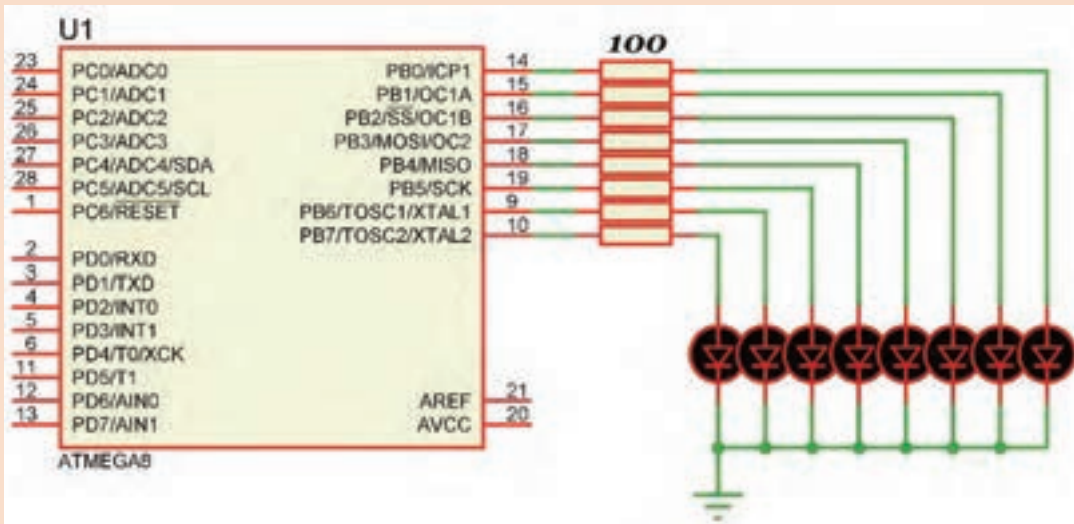 U1
100
23 PC0/ADC0
24 PC1/ADC1
25 PC2/ADC2
26 PC3/ADC3
27 PC4/ADC4/SDA
28 PC5/ADC5/SCL
1 PC6/RESET
2 PD0/RXD
3 PD1/TXD
4 PD2/INT0
5 PD3/INT1
6 PD4/T0/XCK
11 PD5/T1
12 PD6/AIN0
13 PD7/AIN1
PB0/ICP1 14
PB1/OC1A 15
PB2/SS/OC1B 16
PB3/MOSI/OC2 17
PB4/MISO 18
PB5/SCK 19
PB6/TOSC1/XTAL1 9
PB7/TOSC2/XTAL2 10
AREF 21
AVCC 20
ATMEGA8